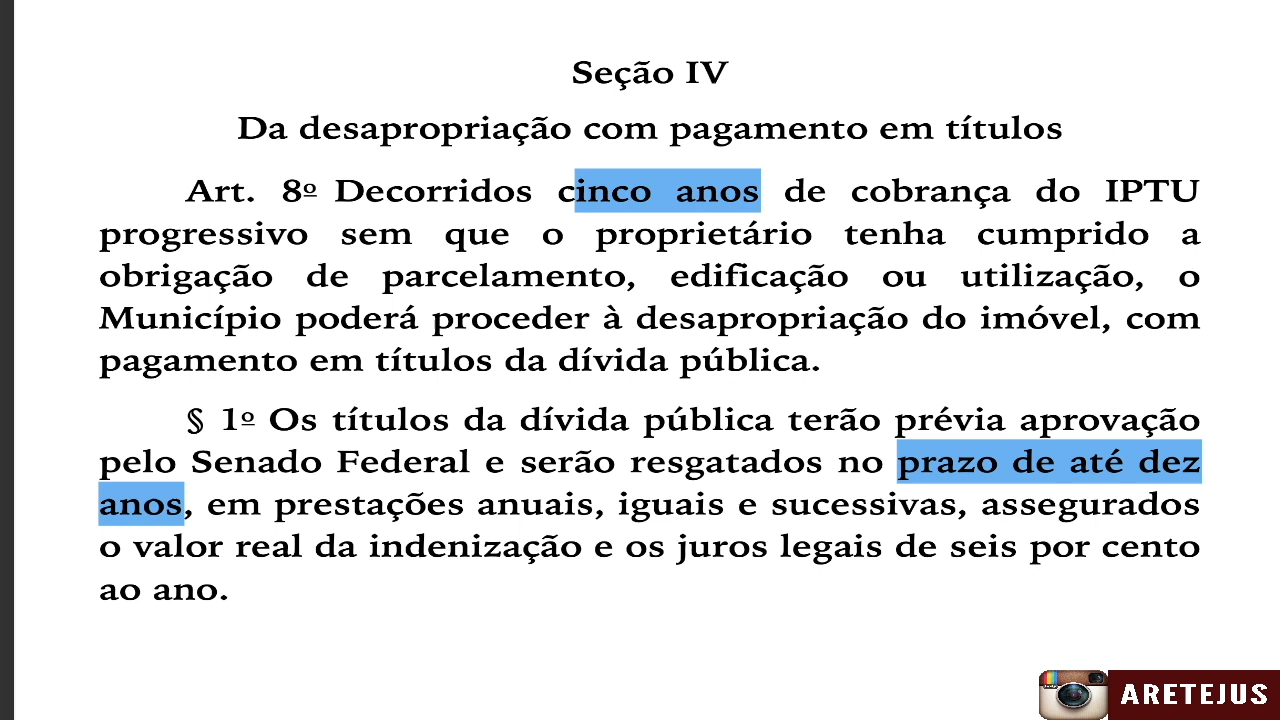 Seção IV
Da desapropriação com pagamento em títulos
Art. 8º Decorridos cinco anos de cobrança do IPTU
progressivo sem que o proprietário tenha cumprido a
obrigação de parcelamento, edificação ou utilização, o
Município poderá proceder à desapropriação do imóvel, com
pagamento em títulos da dívida pública.
§ 1º Os títulos da dívida pública terão prévia aprovação
pelo Senado Federal e serão resgatados no prazo de até dez
anos, em prestações anuais, iguais e sucessivas, assegurados
o valor real da indenização e os juros legais de seis por cento
ao ano.
ARETEJUS